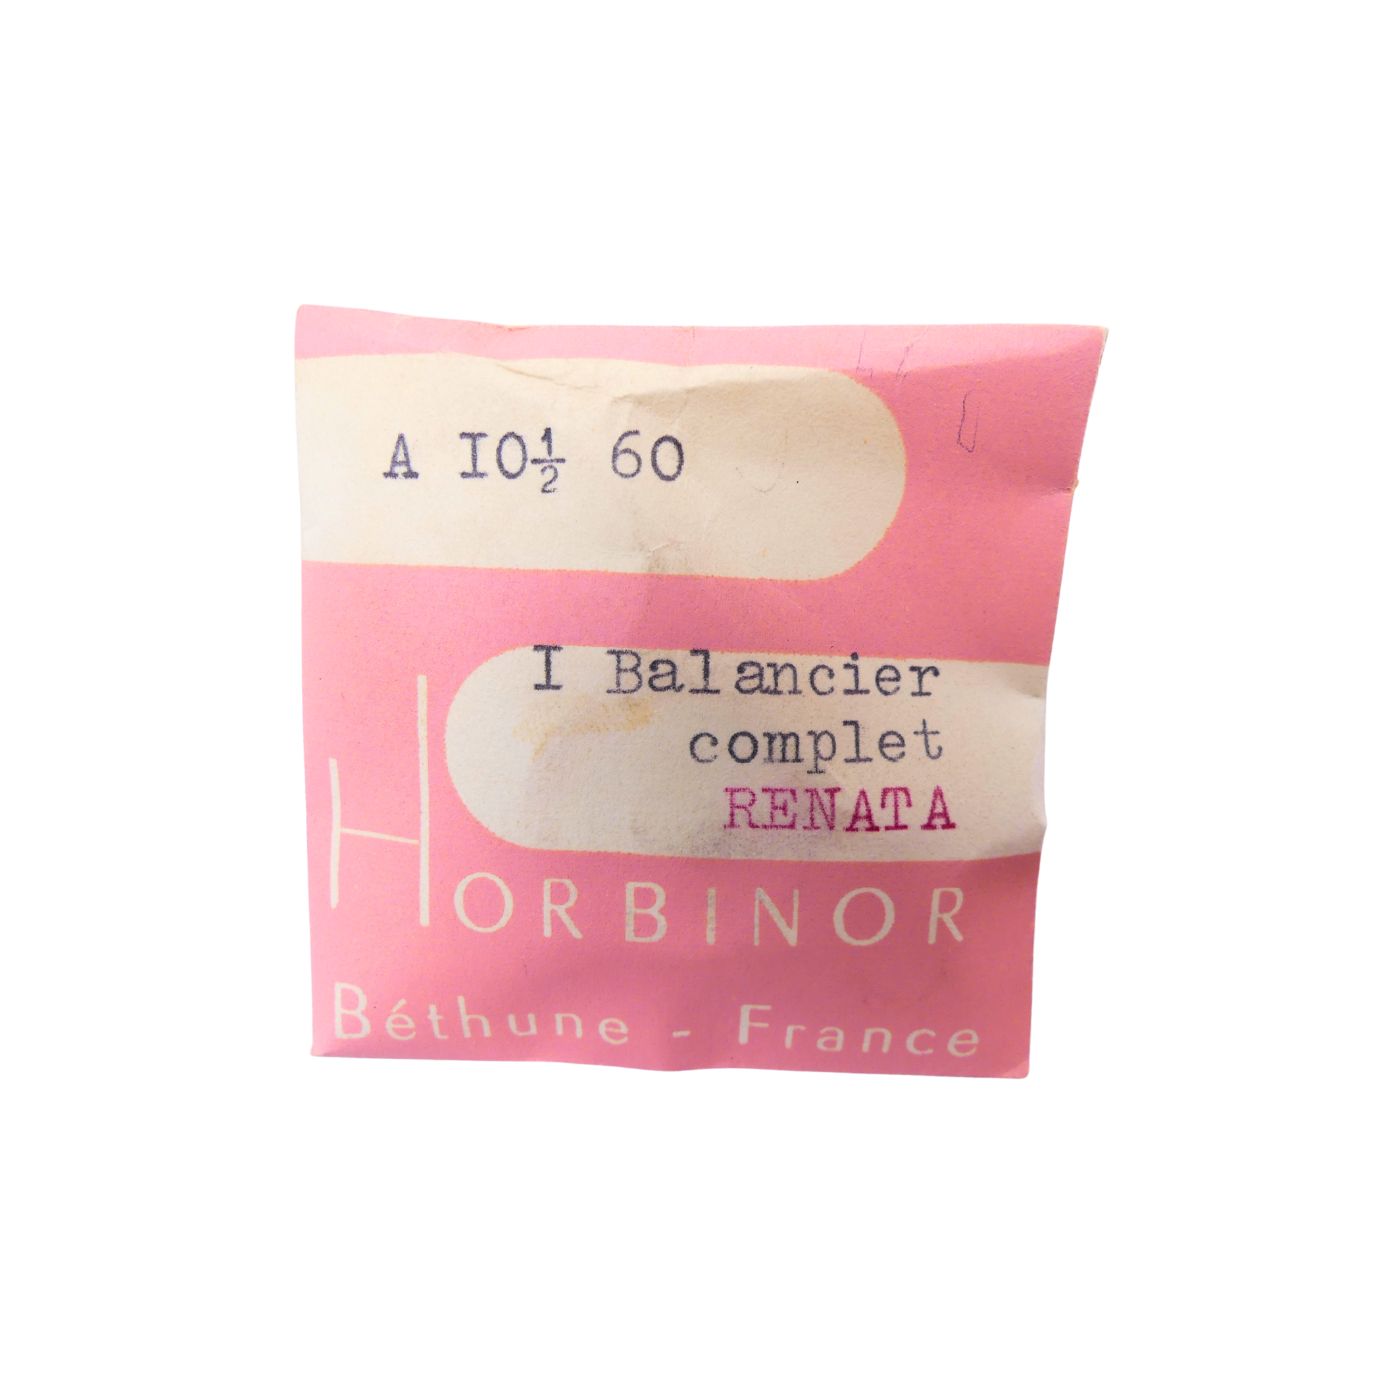 A I0½ 60
I Balancier
complet
RENATA
HORBINOR
Béthune - France